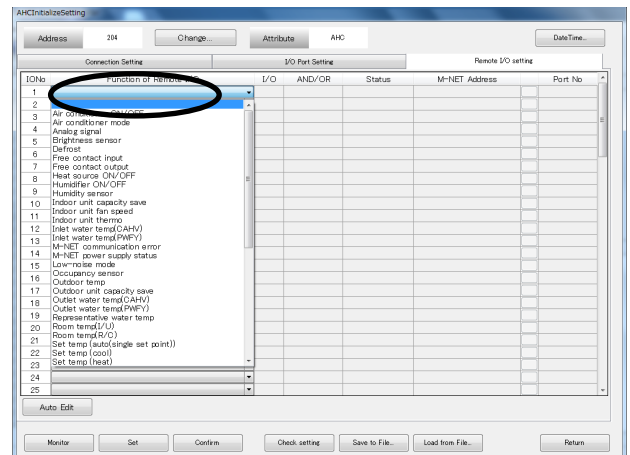 AHCInitializeSetting
Address 204 Change... Attribute AHC DateTime...
Connection Setting I/O Port Setting Remote I/O setting
IONo Function of Remote I/O I/O AND/OR Status M-NET Address Port No
1
2
3
4
5
6
7
8
9
10
11
12
13
14
15
16
17
18
19
20
21
22
23
24
25
Air conditioner ON/OFF
Air conditioner mode
Analog signal
Brightness sensor
Defrost
Free contact input
Free contact output
Heat source ON/OFF
Humidifier ON/OFF
Humidity sensor
Indoor unit capacity save
Indoor unit fan speed
Indoor unit thermo
Inlet water temp(CAHV)
Inlet water temp(PWFY)
M-NET communication error
M-NET power supply status
Low-noise mode
Occupancy sensor
Outdoor temp
Outdoor unit capacity save
Outlet water temp(CAHV)
Outlet water temp(PWFY)
Representative water temp
Room temp(I/U)
Room temp(R/C)
Set temp (auto(single set point))
Set temp (cool)
Set temp (heat)
Auto Edit
Monitor Set Confirm Check setting Save to File... Load from File... Return